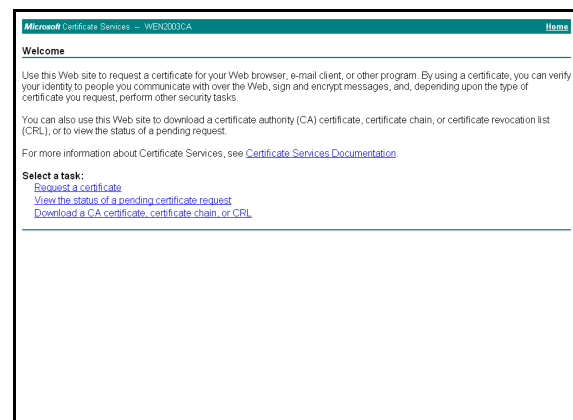 Microsoft Certificate Services -- WEN2003CA Home
Welcome
Use this Web site to request a certificate for your Web browser, e-mail client, or other program. By using a certificate, you can verify
your identity to people you communicate with over the Web, sign and encrypt messages, and, depending upon the type of
certificate you request, perform other security tasks.
You can also use this Web site to download a certificate authority (CA) certificate, certificate chain, or certificate revocation list
(CRL), or to view the status of a pending request.
For more information about Certificate Services, see Certificate Services Documentation.
Select a task:
Request a certificate
View the status of a pending certificate request
Download a CA certificate, certificate chain, or CRL